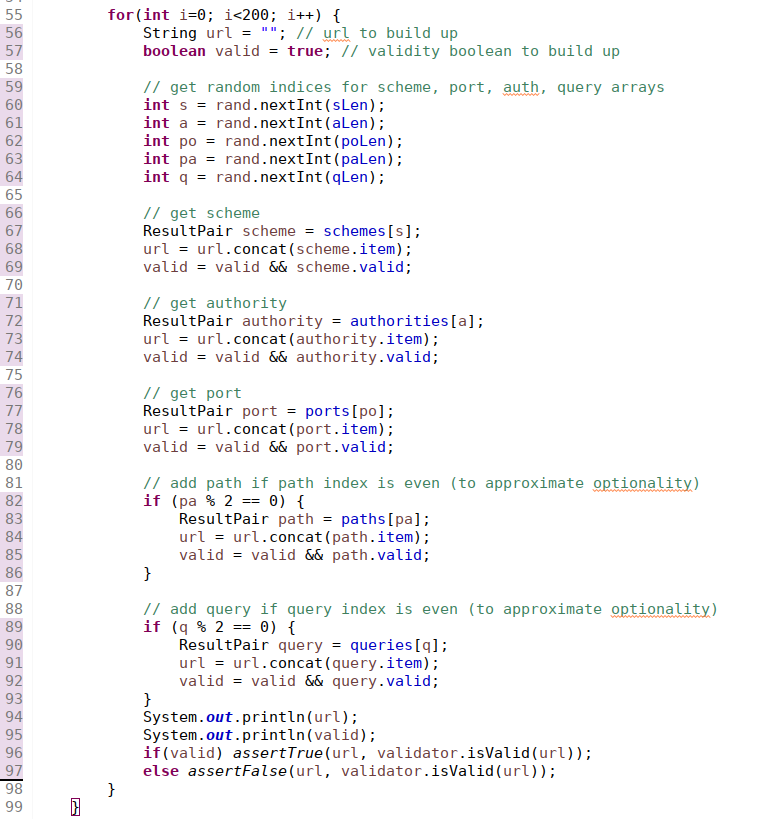 55 for(int i=0; i<200; i++) {
56 String url = ""; // url to build up
57 boolean valid = true; // validity boolean to build up
58
59 // get random indices for scheme, port, auth, query arrays
60 int s = rand.nextInt(sLen);
61 int a = rand.nextInt(aLen);
62 int po = rand.nextInt(poLen);
63 int pa = rand.nextInt(paLen);
64 int q = rand.nextInt(qLen);
65
66 // get scheme
67 ResultPair scheme = schemes[s];
68 url = url.concat(scheme.item);
69 valid = valid && scheme.valid;
70
71 // get authority
72 ResultPair authority = authorities[a];
73 url = url.concat(authority.item);
74 valid = valid && authority.valid;
75
76 // get port
77 ResultPair port = ports[po];
78 url = url.concat(port.item);
79 valid = valid && port.valid;
80
81 // add path if path index is even (to approximate optionality)
82 if (pa % 2 == 0) {
83 ResultPair path = paths[pa];
84 url = url.concat(path.item);
85 valid = valid && path.valid;
86 }
87
88 // add query if query index is even (to approximate optionality)
89 if (q % 2 == 0) {
90 ResultPair query = queries[q];
91 url = url.concat(query.item);
92 valid = valid && query.valid;
93 }
94 System.out.println(url);
95 System.out.println(valid);
96 if(valid) assertTrue(url, validator.isValid(url));
97 else assertFalse(url, validator.isValid(url));
98 }
99 }